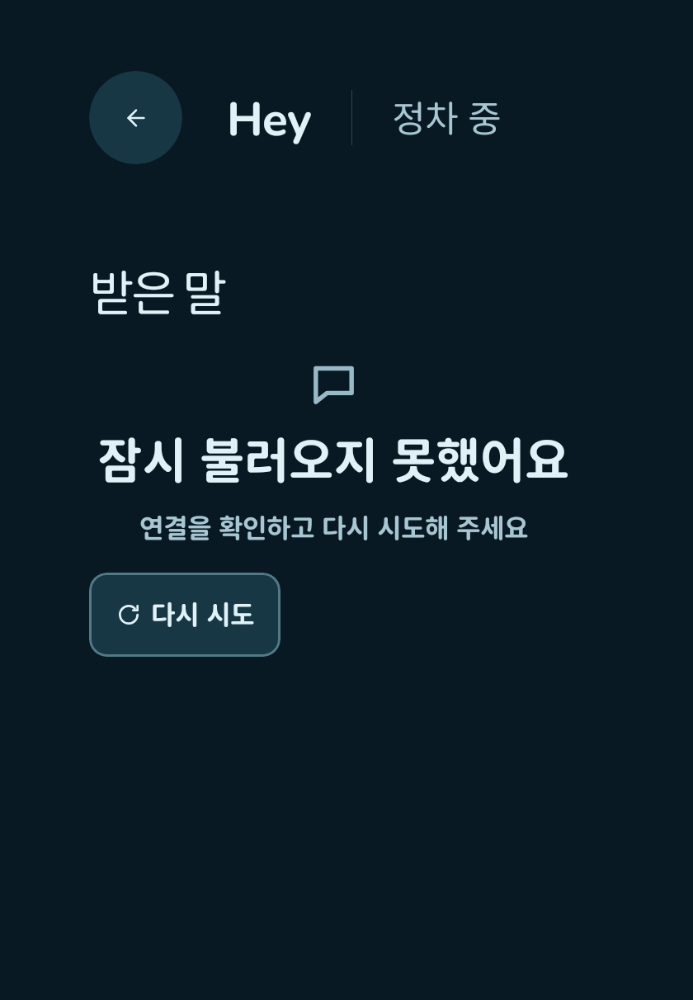 Hey
정차 중
받은 말
잠시 불러오지 못했어요
연결을 확인하고 다시 시도해 주세요
다시 시도